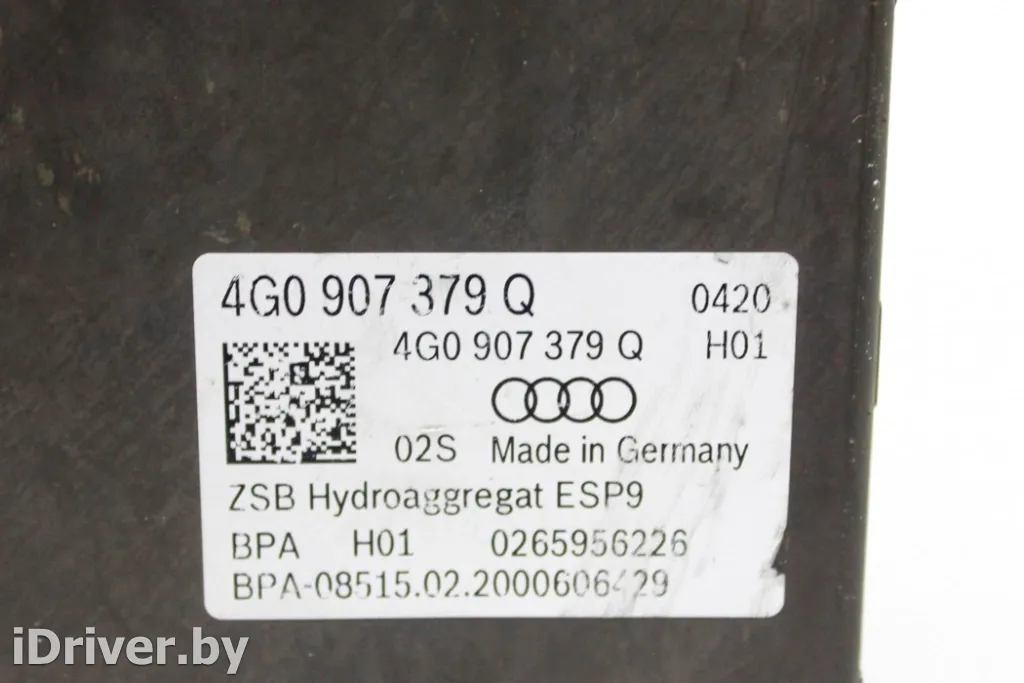 4G0 907 379 Q 0420
4G0 907 379 Q H01
02S Made in Germany
ZSB Hydroaggregat ESP9
BPA H01 0265956226
BPA-08515.02.2000606429
iDriver.by